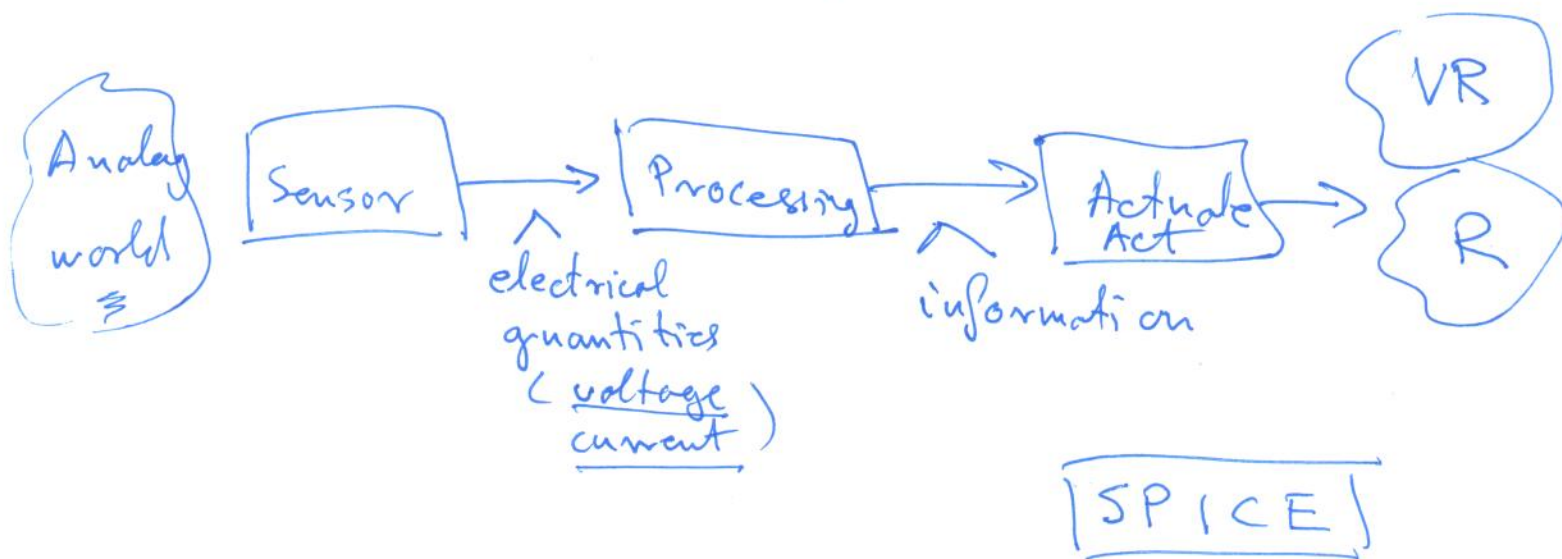 Analog
world
Sensor
electrical
quantities
(voltage
current)
Processing
information
Actuate
Act
VR
R
SPICE